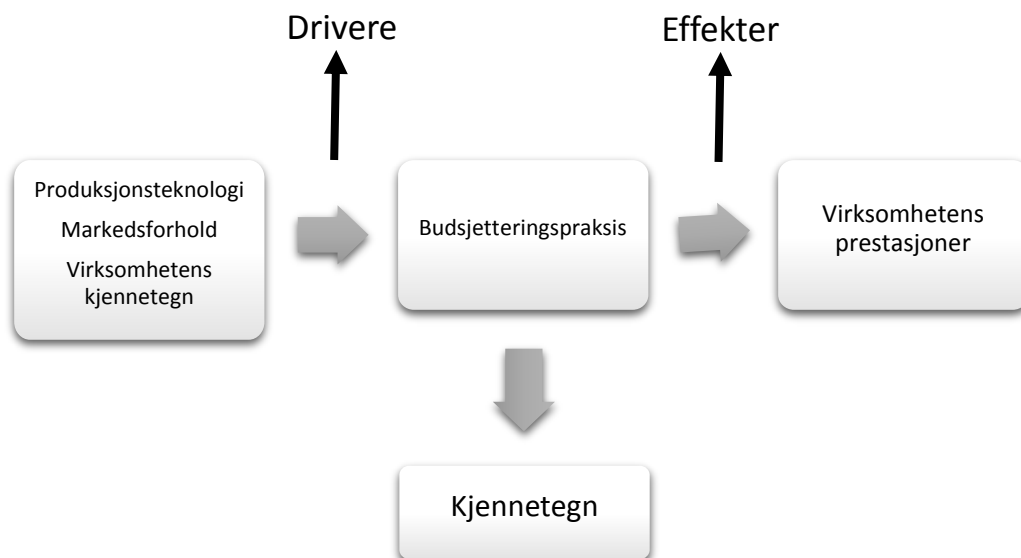 Drivere
Effekter
Produksjonsteknologi
Markedsforhold
Virksomhetens
kjennetegn
Budsjetteringspraksis
Virksomhetens
prestasjoner
Kjennetegn